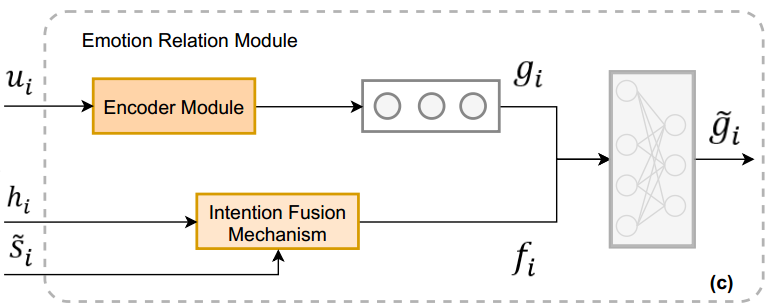 Emotion Relation Module
u_i
Encoder Module
g_i
g̃_i
h_i
Intention Fusion
Mechanism
s̃_i
f_i
(c)